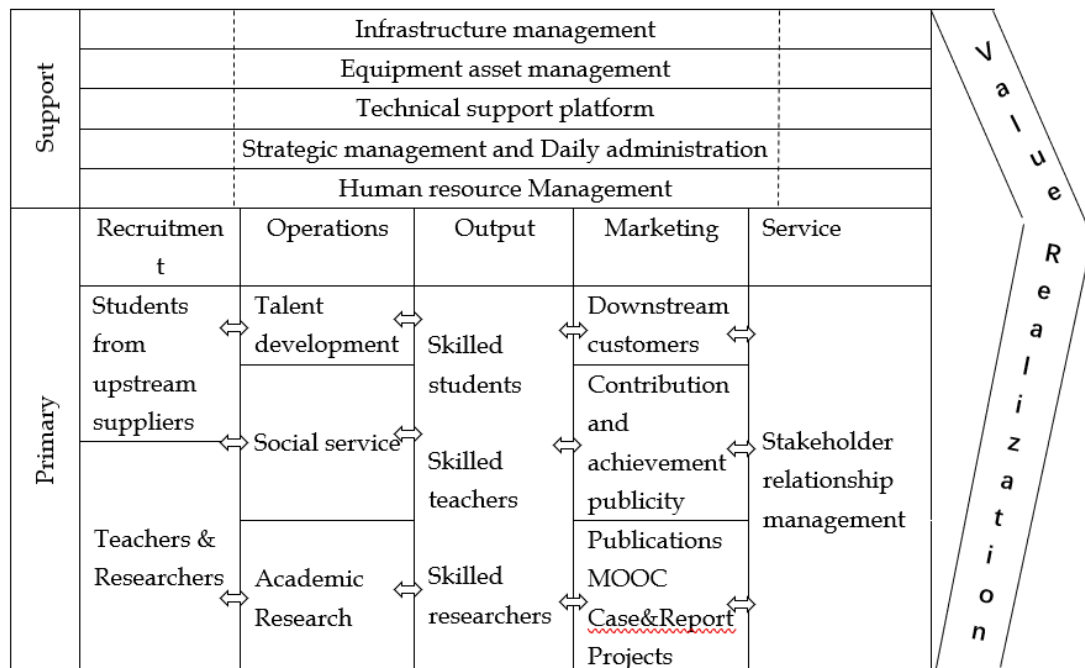 Support
Infrastructure management
Equipment asset management
Technical support platform
Strategic management and Daily administration
Human resource Management
Primary
Recruitmen
t
Operations
Output
Marketing
Service
Students
from
upstream
suppliers
Teachers &
Researchers
Talent
development
Social service
Academic
Research
Skilled
students
Skilled
teachers
Skilled
researchers
Downstream
customers
Contribution
and
achievement
publicity
Publications
MOOC
Case&Report
Projects
Stakeholder
relationship
management
Value Realization